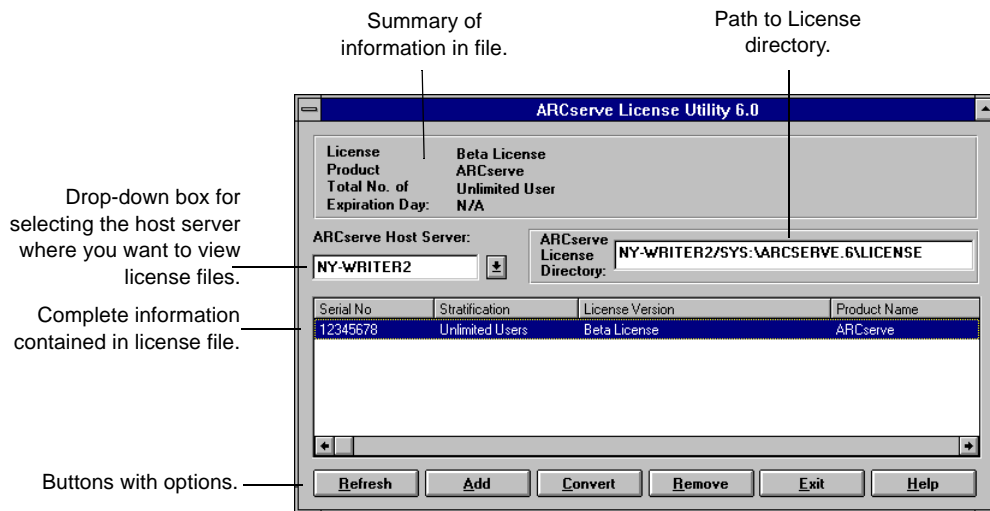 Summary of
information in file.
Path to License
directory.
ARCserve License Utility 6.0
License Beta License
Product ARCserve
Total No. of Unlimited User
Expiration Day: N/A
Drop-down box for
selecting the host server
where you want to view
license files.
ARCserve Host Server:
NY-WRITER2
ARCserve
License
Directory:
NY-WRITER2/SYS:\ARCSERVE.6\LICENSE
Complete information
contained in license file.
Serial No Stratification License Version Product Name
12345678 Unlimited Users Beta License ARCserve
Buttons with options.
Refresh Add Convert Remove Exit Help